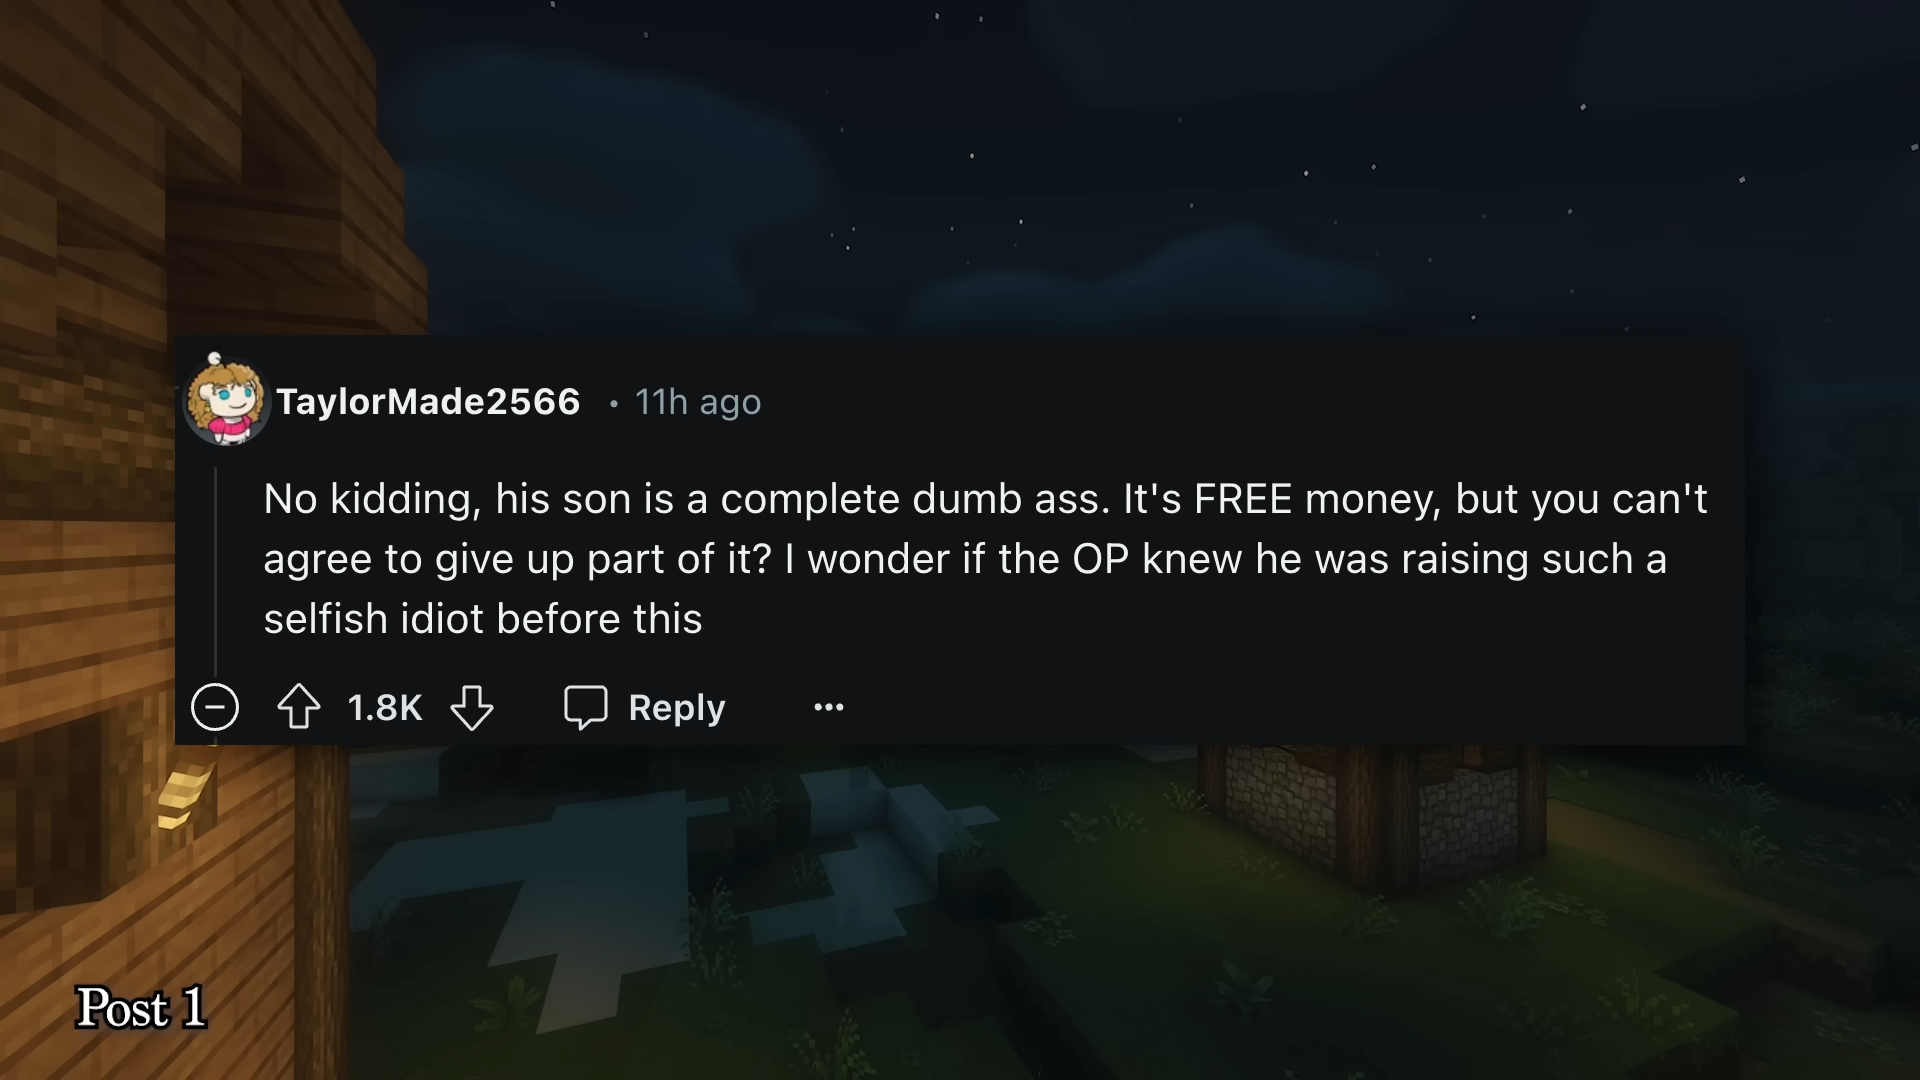 TaylorMade2566 • 11h ago
No kidding, his son is a complete dumb ass. It's FREE money, but you can't
agree to give up part of it? I wonder if the OP knew he was raising such a
selfish idiot before this
1.8K Reply ...
Post 1